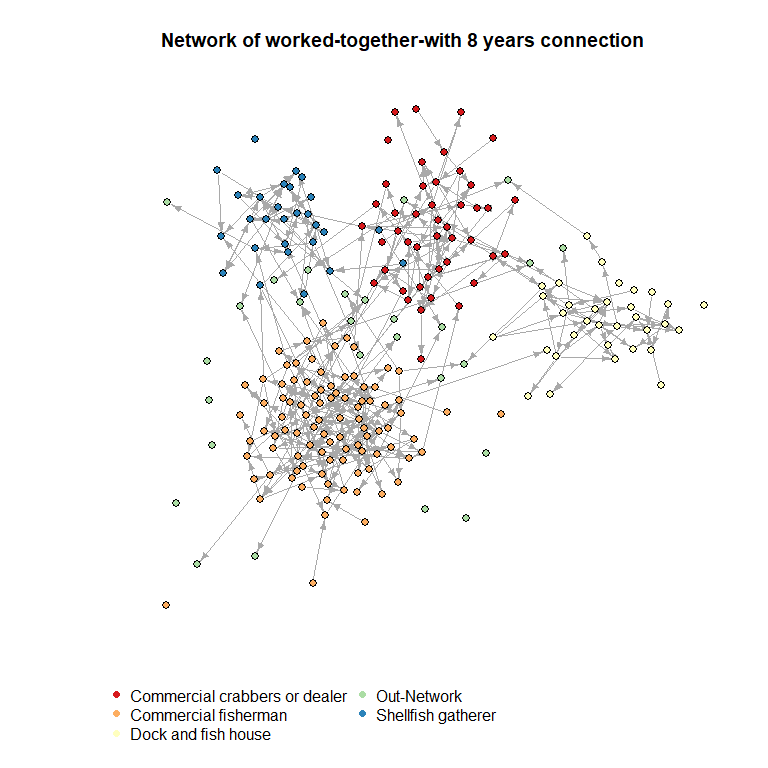 Network of worked-together-with 8 years connection
Commercial crabbers or dealer
Commercial fisherman
Dock and fish house
Out-Network
Shellfish gatherer